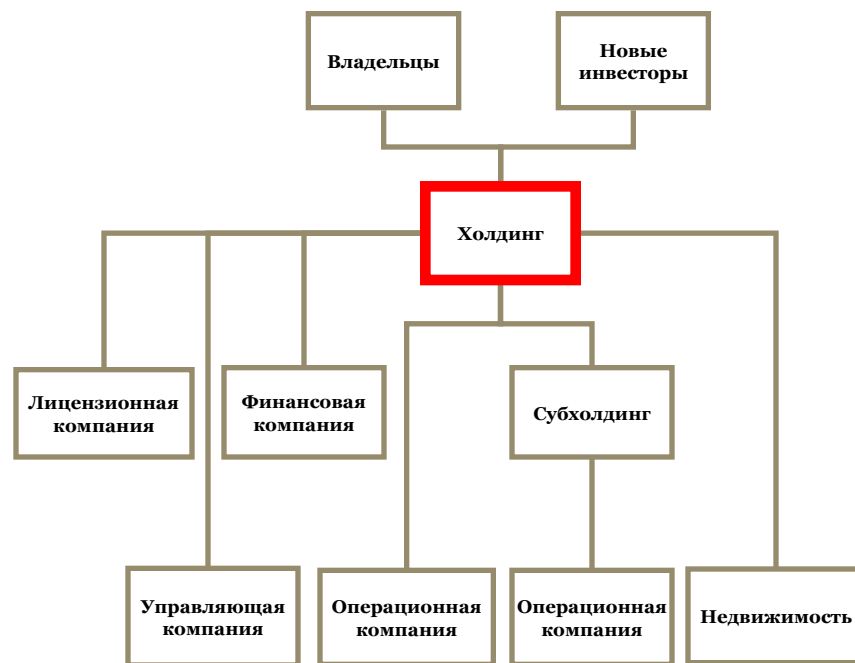 Владельцы
Новые
инвесторы
Холдинг
Лицензионная
компания
Финансовая
компания
Субхолдинг
Управляющая
компания
Операционная
компания
Операционная
компания
Недвижимость